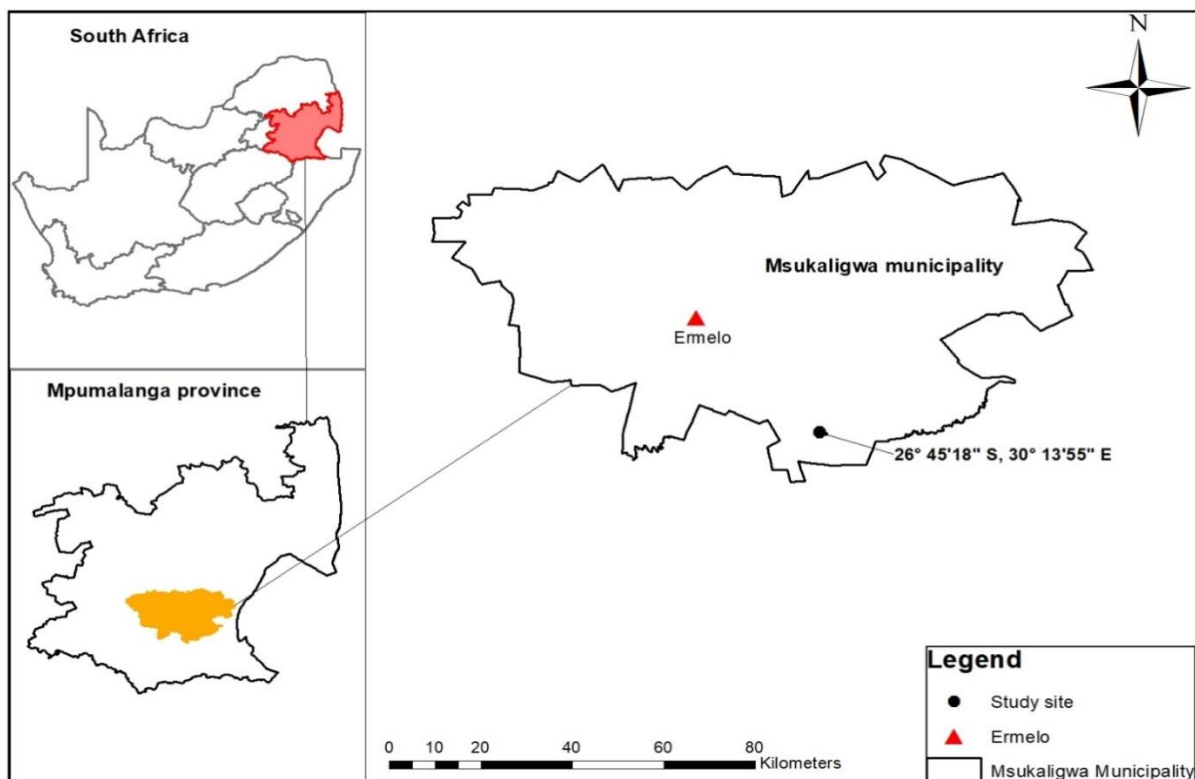 South Africa
N
Msukaligwa municipality
Ermelo
Mpumalanga province
26° 45'18" S, 30° 13'55" E
Legend
Study site
Ermelo
Msukaligwa Municipality
0 10 20 40 60 80
Kilometers